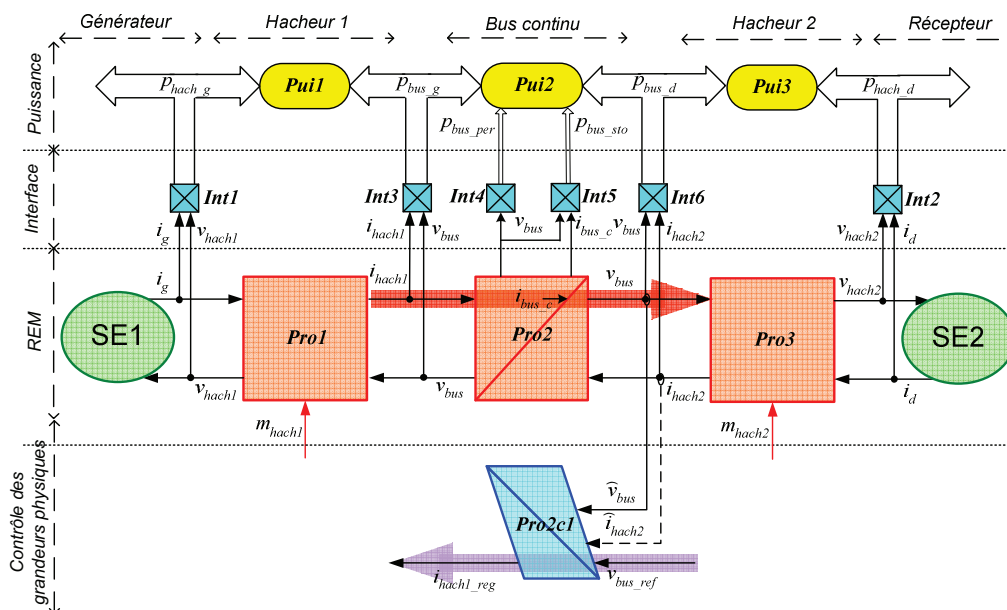 Générateur Hacheur 1 Bus continu Hacheur 2 Récepteur
Puissance
p_hach_g Pui1 p_bus_g Pui2 p_bus_d Pui3 p_hach_d
p_bus_per p_bus_sto
Interface
Int1 Int3 Int4 Int5 Int6 Int2
i_g v_hach1 i_hach1 v_bus v_bus i_bus_c v_bus i_hach2 v_hach2 i_d
REM
i_g i_hach1 i_bus_c v_bus v_hach2
SE1 Pro1 Pro2 Pro3 SE2
v_hach1 v_bus i_hach2 i_d
m_hach1 m_hach2
Contrôle des
grandeurs physiques
v̂_bus
Pro2c1 î_hach2
i_hach1_reg v_bus_ref